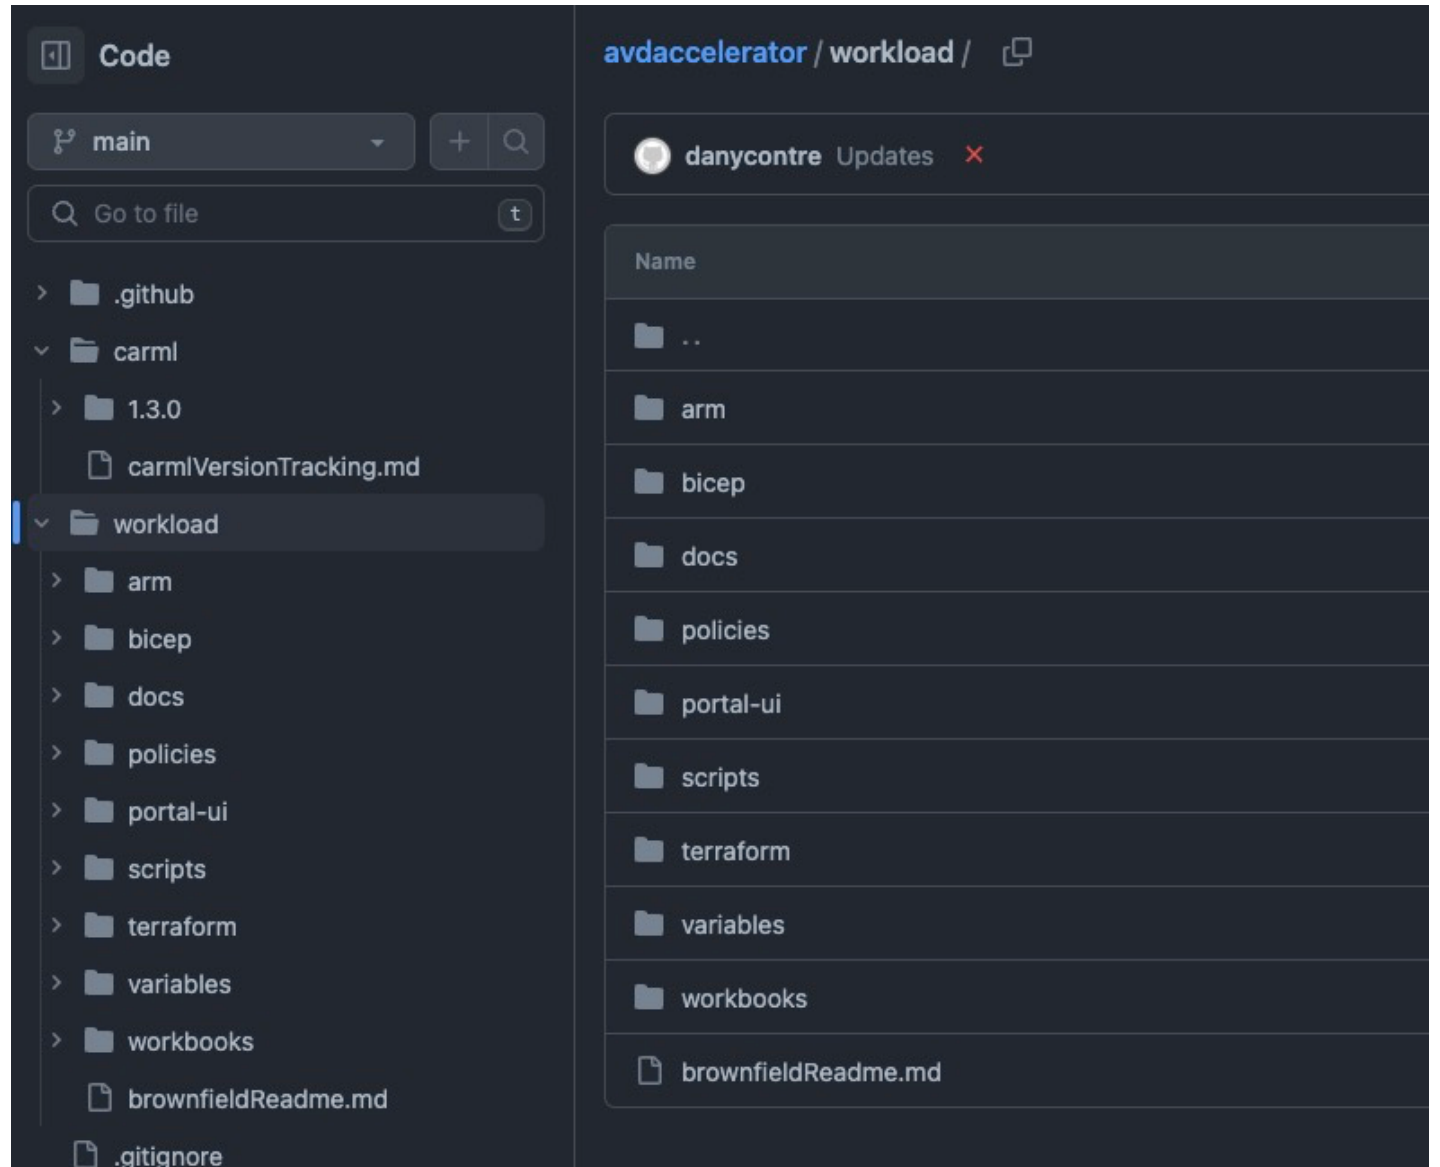 Code
main
Go to file
t
.github
carml
1.3.0
carmlVersionTracking.md
workload
arm
bicep
docs
policies
portal-ui
scripts
terraform
variables
workbooks
brownfieldReadme.md
.gitignore
avdaccelerator / workload /
danycontre Updates
Name
..
arm
bicep
docs
policies
portal-ui
scripts
terraform
variables
workbooks
brownfieldReadme.md